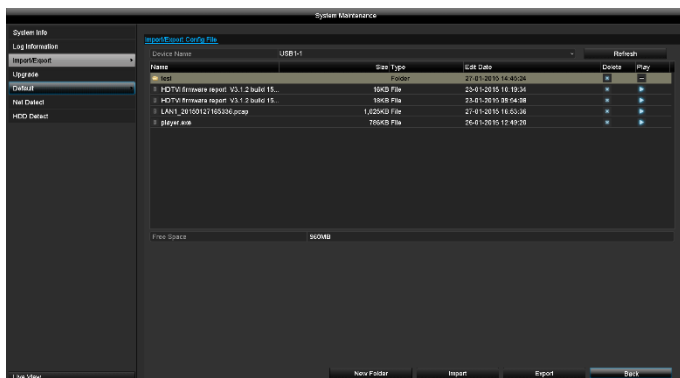 System Maintenance
System Info
Log Information
Import/Export
Upgrade
Default
Net Detect
HDD Detect
Live View
Import/Export Config File
Device Name USB1-1 Refresh
Name Size Type Edit Date Delete Play
test Folder 27-01-2015 14:45:24
HDTVI firmware report V3.1.2 build 15... 16KB File 23-01-2015 10:19:34
HDTVI firmware report V3.1.2 build 15... 18KB File 23-01-2015 09:54:08
LAN1_20150127165336.pcap 1,025KB File 27-01-2015 16:53:36
player.exe 786KB File 26-01-2015 12:49:20
Free Space 960MB
New Folder Import Export Back